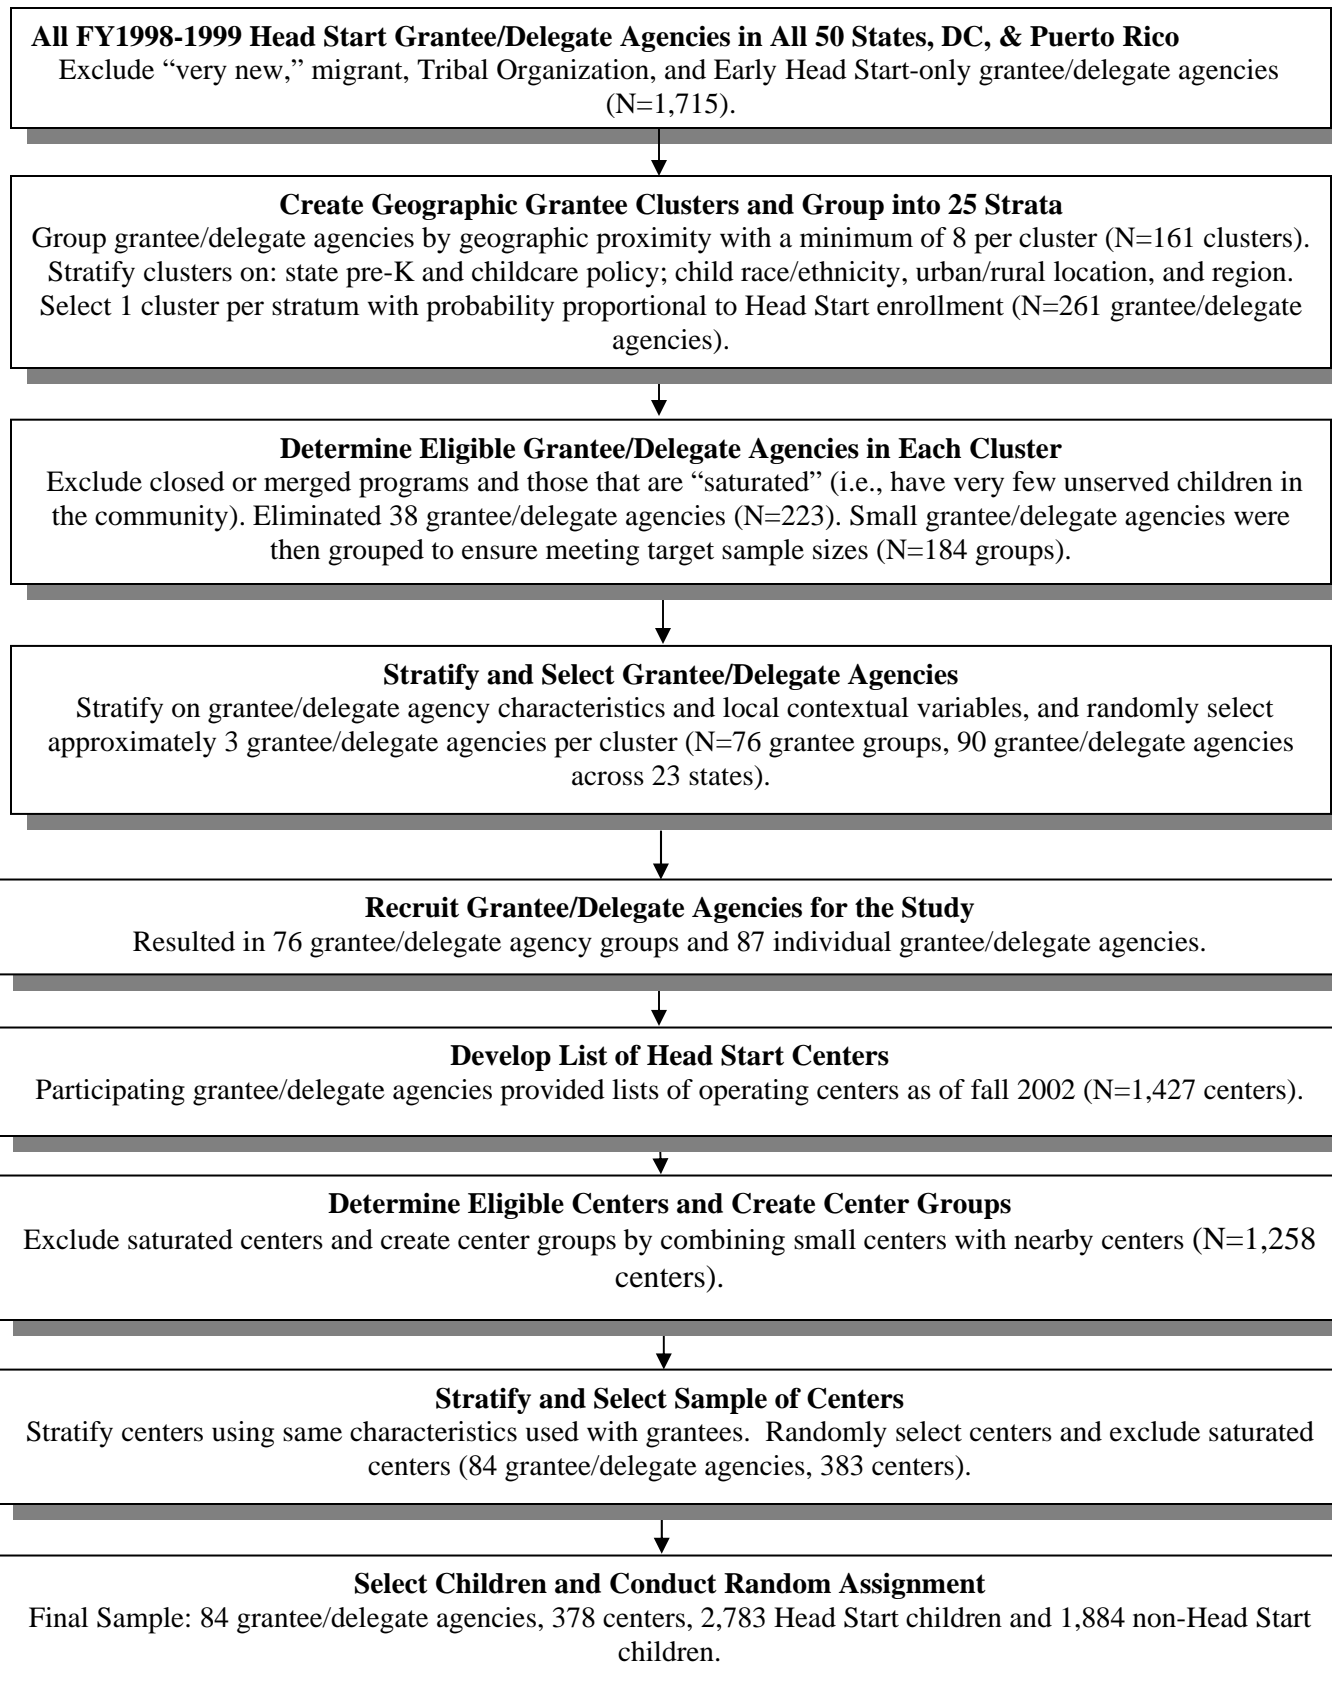 All FY1998-1999 Head Start Grantee/Delegate Agencies in All 50 States, DC, & Puerto Rico
Exclude “very new,” migrant, Tribal Organization, and Early Head Start-only grantee/delegate agencies
(N=1,715).
Create Geographic Grantee Clusters and Group into 25 Strata
Group grantee/delegate agencies by geographic proximity with a minimum of 8 per cluster (N=161 clusters).
Stratify clusters on: state pre-K and childcare policy; child race/ethnicity, urban/rural location, and region.
Select 1 cluster per stratum with probability proportional to Head Start enrollment (N=261 grantee/delegate
agencies).
Determine Eligible Grantee/Delegate Agencies in Each Cluster
Exclude closed or merged programs and those that are “saturated” (i.e., have very few unserved children in
the community). Eliminated 38 grantee/delegate agencies (N=223). Small grantee/delegate agencies were
then grouped to ensure meeting target sample sizes (N=184 groups).
Stratify and Select Grantee/Delegate Agencies
Stratify on grantee/delegate agency characteristics and local contextual variables, and randomly select
approximately 3 grantee/delegate agencies per cluster (N=76 grantee groups, 90 grantee/delegate agencies
across 23 states).
Recruit Grantee/Delegate Agencies for the Study
Resulted in 76 grantee/delegate agency groups and 87 individual grantee/delegate agencies.
Develop List of Head Start Centers
Participating grantee/delegate agencies provided lists of operating centers as of fall 2002 (N=1,427 centers).
Determine Eligible Centers and Create Center Groups
Exclude saturated centers and create center groups by combining small centers with nearby centers (N=1,258
centers).
Stratify and Select Sample of Centers
Stratify centers using same characteristics used with grantees.  Randomly select centers and exclude saturated
centers (84 grantee/delegate agencies, 383 centers).
Select Children and Conduct Random Assignment
Final Sample: 84 grantee/delegate agencies, 378 centers, 2,783 Head Start children and 1,884 non-Head Start
children.